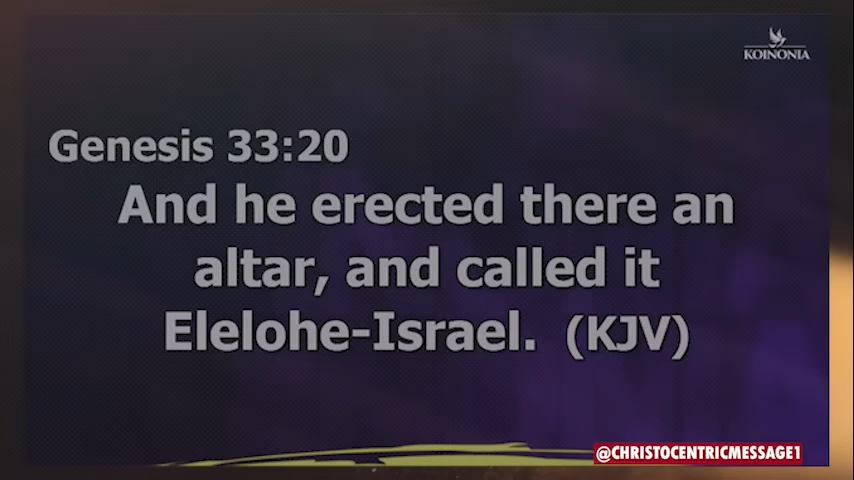 KOINONIA
Genesis 33:20
And he erected there an
altar, and called it
Elelohe-Israel. (KJV)
@CHRISTOCENTRICMESSAGE1